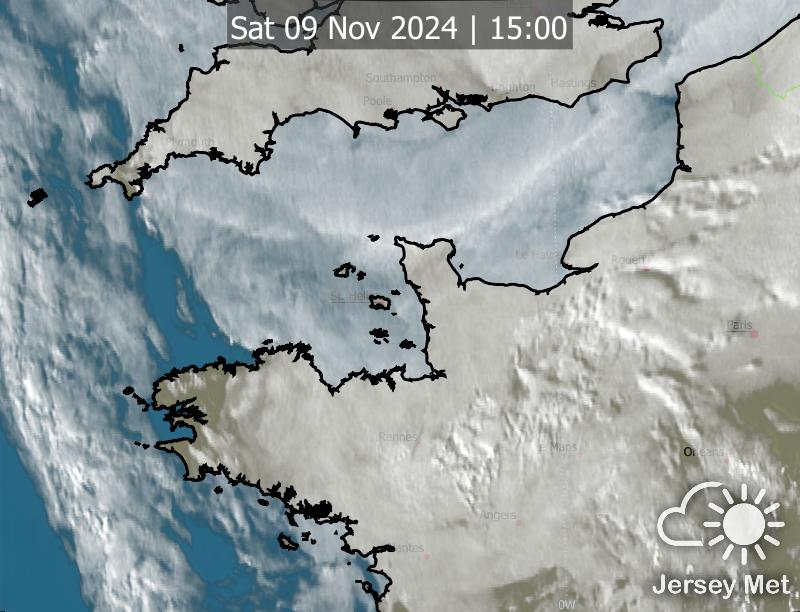 Sat 09 Nov 2024 | 15:00
Southampton
Poole
Brighton
Hastings
Plymouth
Le Havre
Rouen
St. Helier
Paris
Rennes
Le Mans
Orleans
Angers
Nantes
0W
Jersey Met